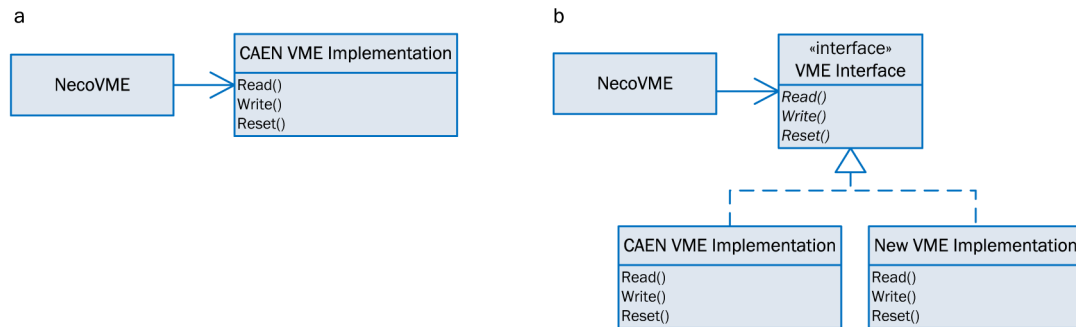 a
NecoVME
CAEN VME Implementation
Read()
Write()
Reset()
b
NecoVME
«interface»
VME Interface
Read()
Write()
Reset()
CAEN VME Implementation
Read()
Write()
Reset()
New VME Implementation
Read()
Write()
Reset()